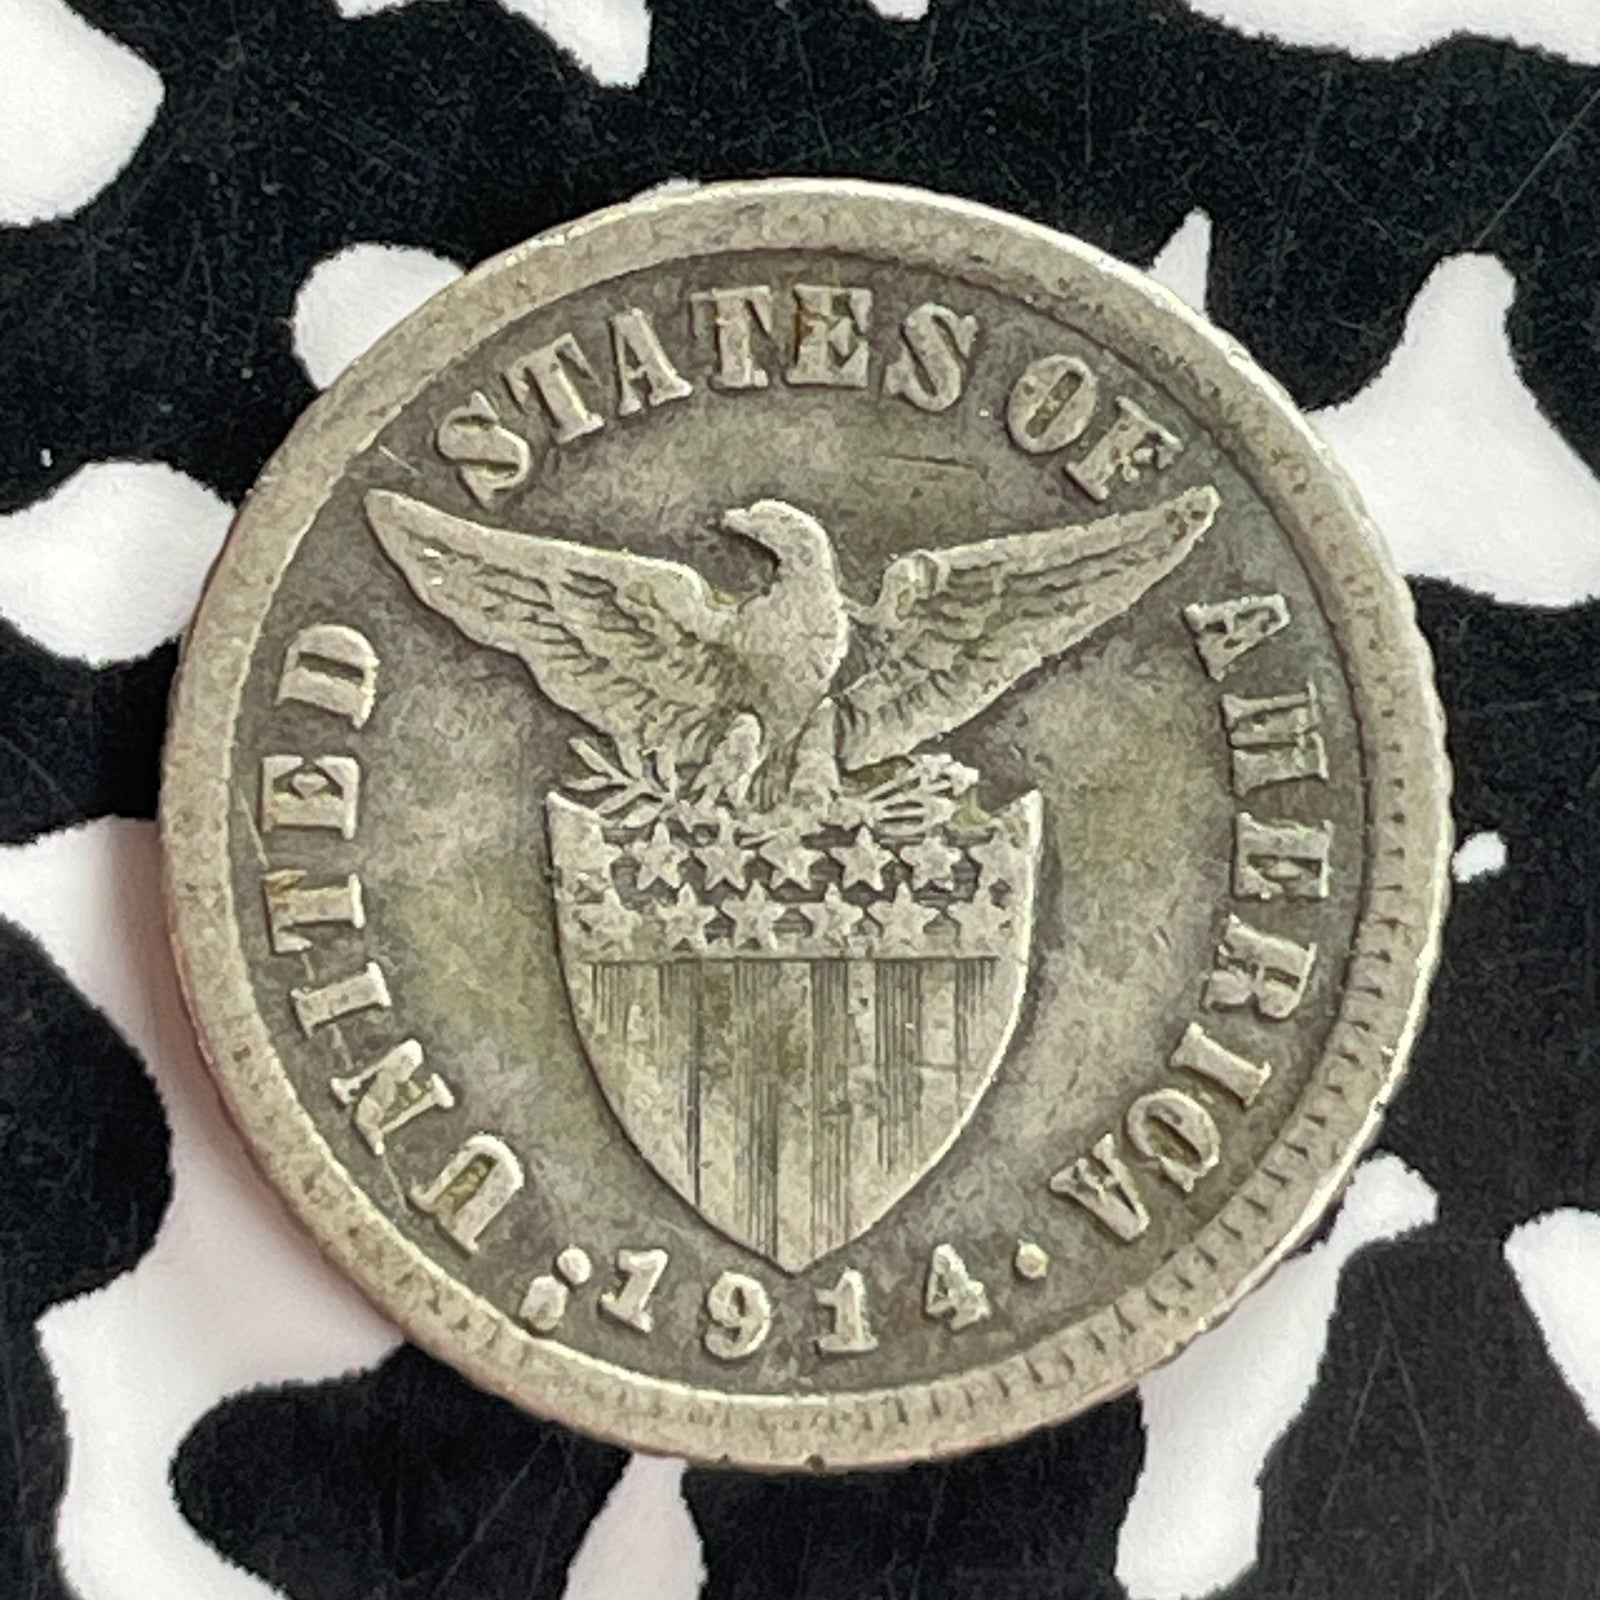 UNITED STATES OF AMERICA
S
· 1914 ·